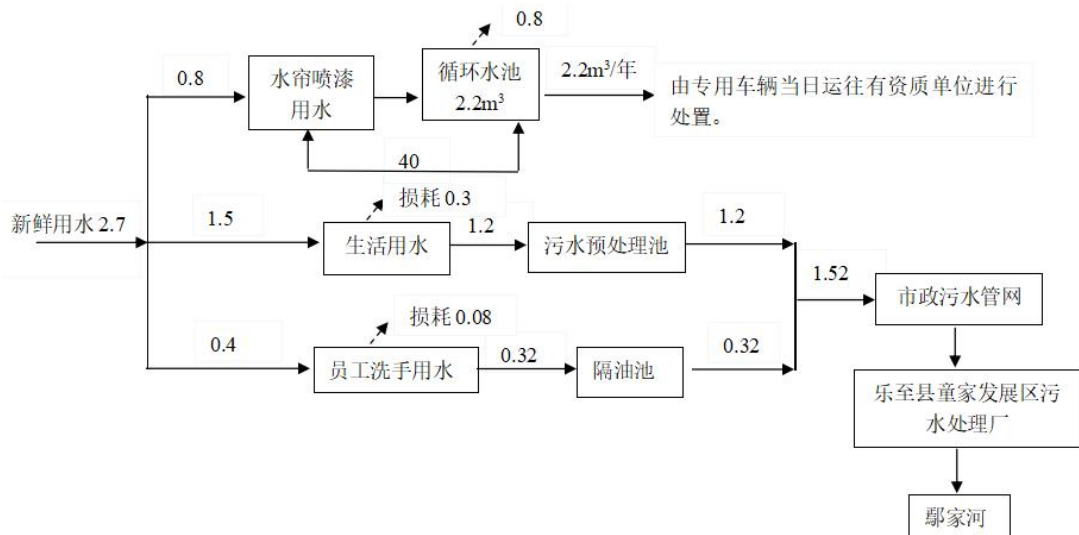 0.8
0.8
水帘喷漆
用水
循环水池
2.2m³
2.2m³/年
由专用车辆当日运往有资质单位进行
处置。
40
新鲜用水 2.7
1.5
损耗 0.3
生活用水
1.2
污水预处理池
1.2
1.52
市政污水管网
0.4
损耗 0.08
员工洗手用水
0.32
隔油池
0.32
乐至县童家发展区污
水处理厂
鄢家河